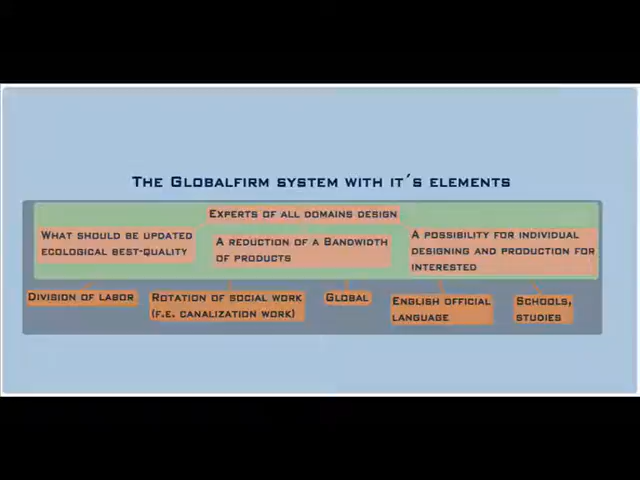 The Globalfirm system with it´s elements
Experts of all domains design
What should be updated
ecological best-quality
A reduction of a Bandwidth
of products
A possibility for individual
designing and production for
interested
Division of labor
Rotation of social work
(f.e. canalization work)
Global
English official
language
Schools,
studies